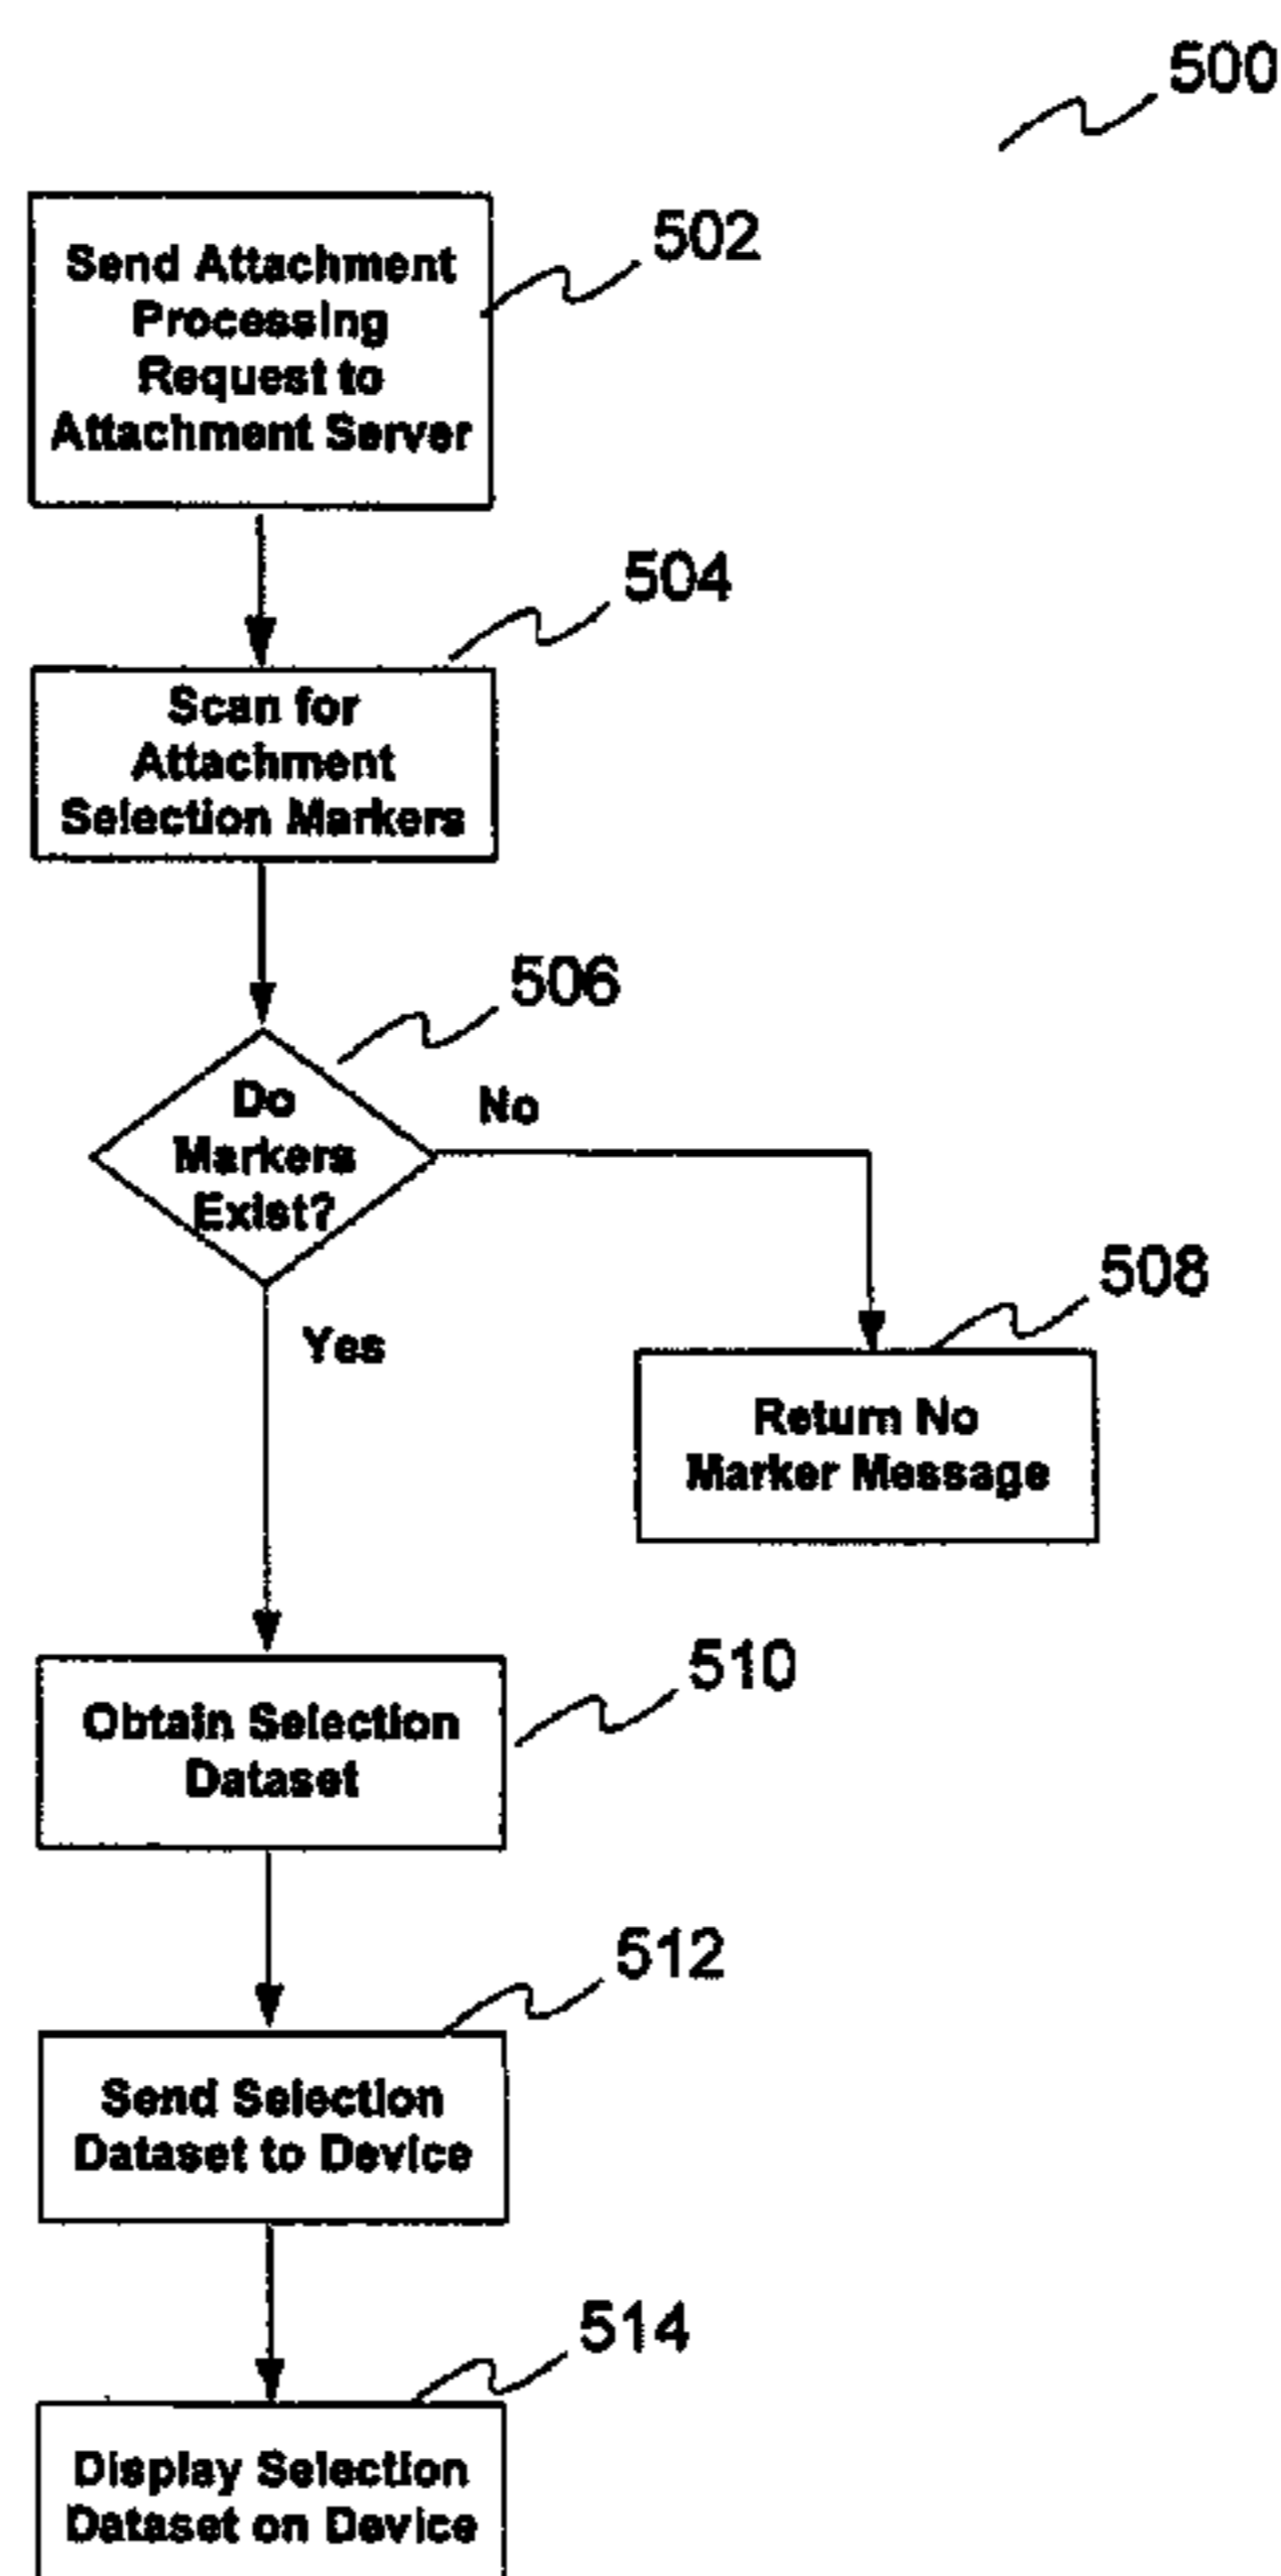 500
502
Send Attachment
Processing
Request to
Attachment Server
504
Scan for
Attachment
Selection Markers
506
Do
Markers
Exist?
No
Yes
508
Return No
Marker Message
510
Obtain Selection
Dataset
512
Send Selection
Dataset to Device
514
Display Selection
Dataset on Device